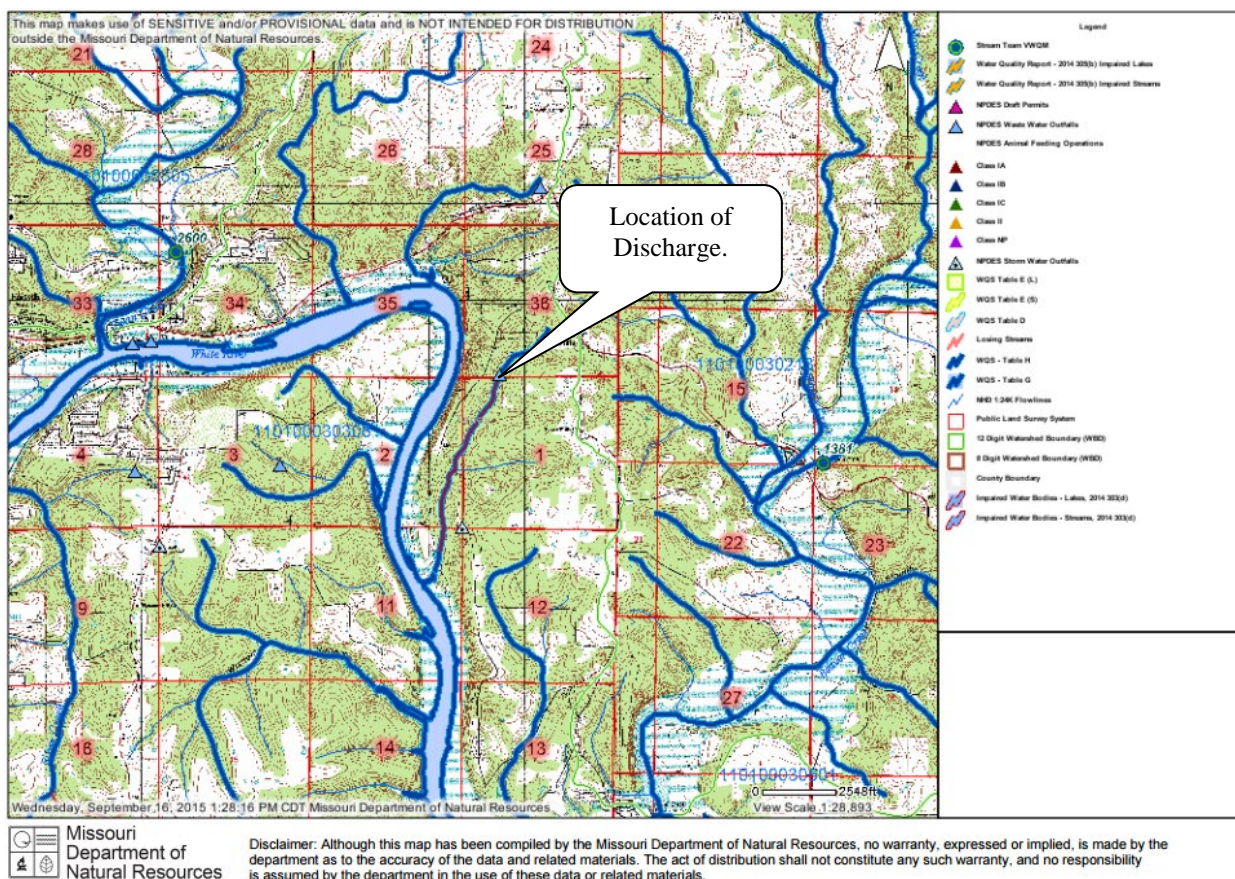 This map makes use of SENSITIVE and/or PROVISIONAL data and is NOT INTENDED FOR DISTRIBUTION
outside the Missouri Department of Natural Resources.
21
24
N
28
26
25
2600
Location of
Discharge.
33
34
35
36
White River
15
1381
110100030306
4
3
2
1
22
23
9
11
12
27
16
14
13
Wednesday, September 16, 2015 1:28:16 PM CDT Missouri Department of Natural Resources
0 2548ft
View Scale 1:28,893
Legend
Stream Team VWQM
Water Quality Report - 2014 305(b) Impaired Lakes
Water Quality Report - 2014 305(b) Impaired Streams
NPDES Draft Permits
NPDES Waste Water Outfalls
NPDES Animal Feeding Operations
Class IA
Class IB
Class IC
Class II
Class NP
NPDES Storm Water Outfalls
WQS Table E (L)
WQS Table E (S)
WQS Table D
Losing Streams
WQS - Table H
WQS - Table G
NHD 1:24K Flowlines
Public Land Survey System
12 Digit Watershed Boundary (WBD)
8 Digit Watershed Boundary (WBD)
County Boundary
Impaired Water Bodies - Lakes, 2014 303(d)
Impaired Water Bodies - Streams, 2014 303(d)
Missouri
Department of
Natural Resources
Disclaimer: Although this map has been compiled by the Missouri Department of Natural Resources, no warranty, expressed or implied, is made by the
department as to the accuracy of the data and related materials. The act of distribution shall not constitute any such warranty, and no responsibility
is assumed by the department in the use of these data or related materials.